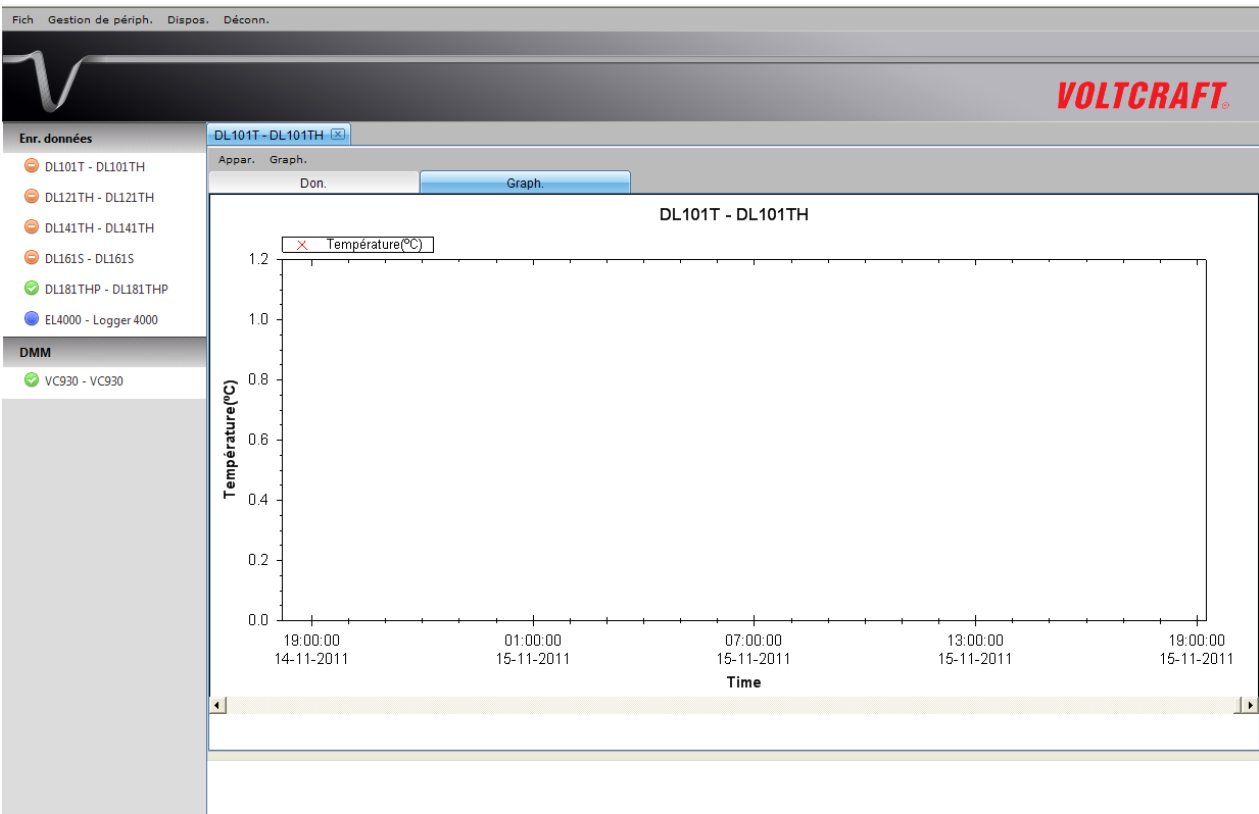 Fich Gestion de périph. Dispos. Déconn.
VOLTCRAFT®
Enr. données
DL101T - DL101TH
DL121TH - DL121TH
DL141TH - DL141TH
DL161S - DL161S
DL181THP - DL181THP
EL4000 - Logger 4000
DMM
VC930 - VC930
DL101T - DL101TH
Appar. Graph.
Don. Graph.
DL101T - DL101TH
Température(ºC)
1.2
1.0
0.8
0.6
0.4
0.2
0.0
Température(ºC)
19:00:00 01:00:00 07:00:00 13:00:00 19:00:00
14-11-2011 15-11-2011 15-11-2011 15-11-2011 15-11-2011
Time